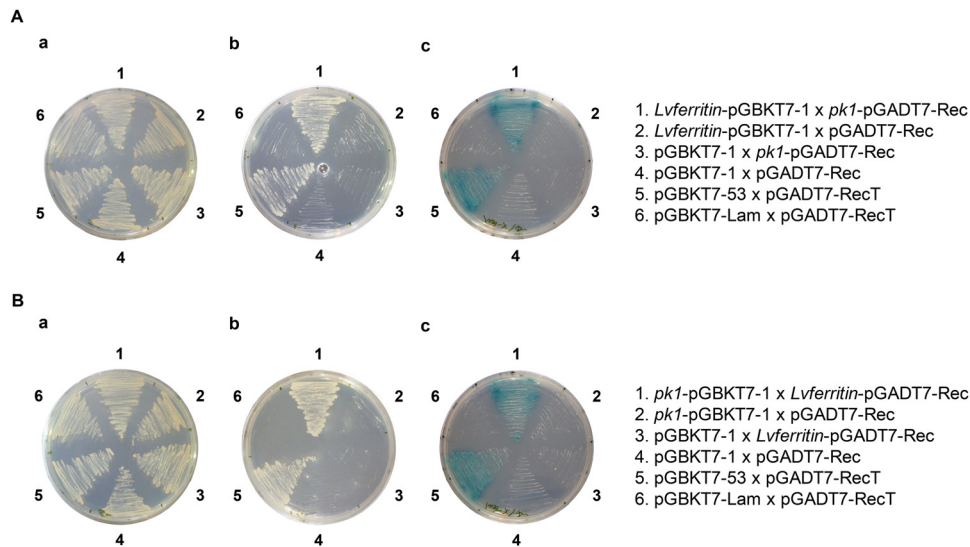 A
a
b
c
1
1
1
6
2
6
2
6
2
5
3
5
3
5
3
4
4
4
1. Lvferritin-pGBKT7-1 x pk1-pGADT7-Rec
2. Lvferritin-pGBKT7-1 x pGADT7-Rec
3. pGBKT7-1 x pk1-pGADT7-Rec
4. pGBKT7-1 x pGADT7-Rec
5. pGBKT7-53 x pGADT7-RecT
6. pGBKT7-Lam x pGADT7-RecT
B
a
b
c
1
1
1
6
2
6
2
6
2
5
3
5
3
5
3
4
4
4
1. pk1-pGBKT7-1 x Lvferritin-pGADT7-Rec
2. pk1-pGBKT7-1 x pGADT7-Rec
3. pGBKT7-1 x Lvferritin-pGADT7-Rec
4. pGBKT7-1 x pGADT7-Rec
5. pGBKT7-53 x pGADT7-RecT
6. pGBKT7-Lam x pGADT7-RecT